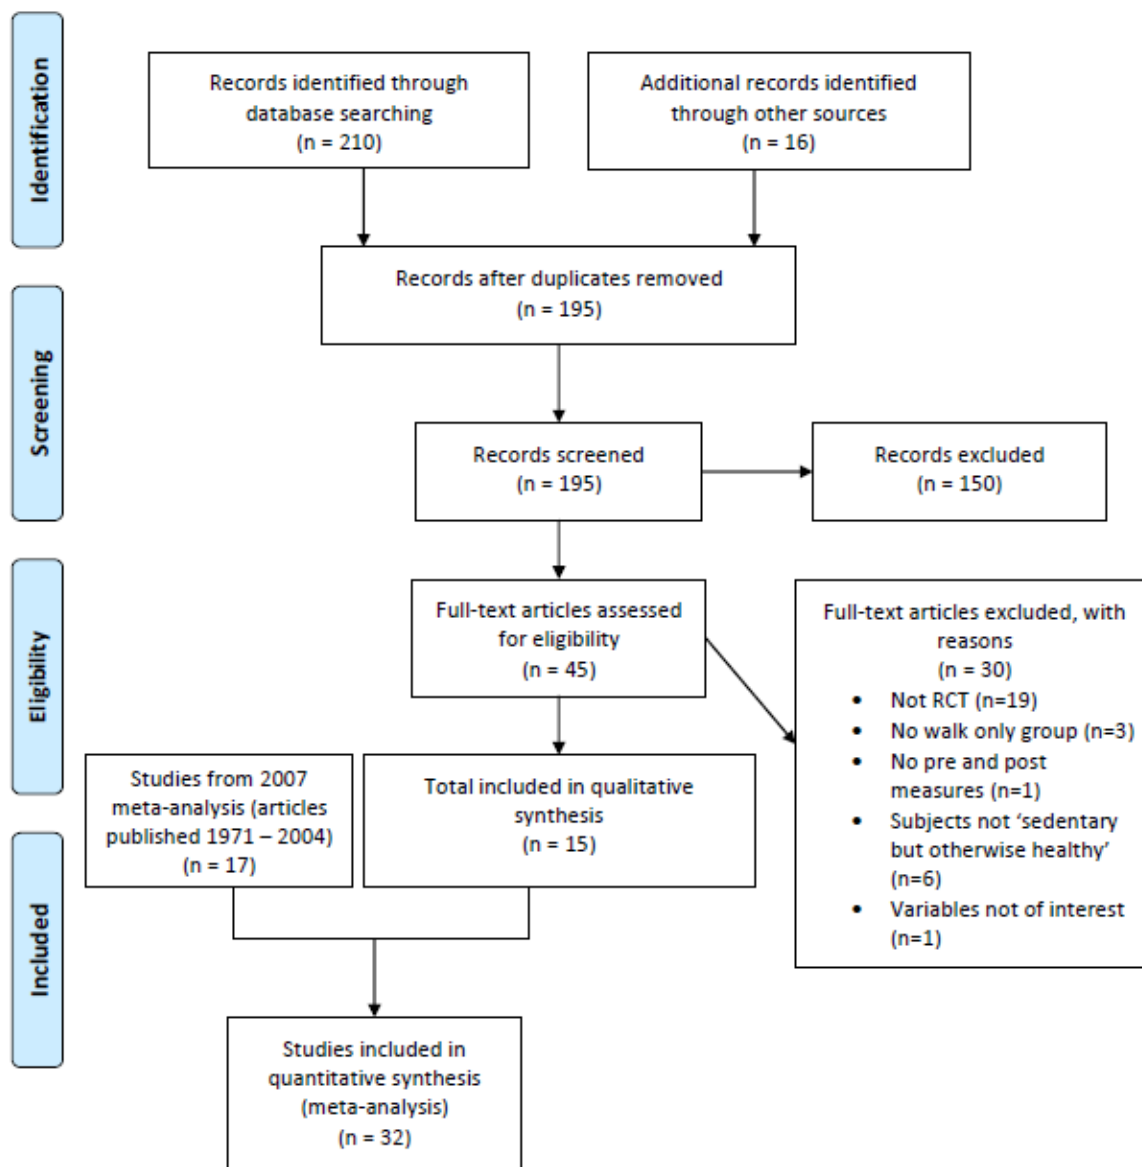 Identification
Records identified through
database searching
(n = 210)
Additional records identified
through other sources
(n = 16)
Records after duplicates removed
(n = 195)
Screening
Records screened
(n = 195)
Records excluded
(n = 150)
Eligibility
Full-text articles assessed
for eligibility
(n = 45)
Full-text articles excluded, with
reasons
(n = 30)
• Not RCT (n=19)
• No walk only group (n=3)
• No pre and post
measures (n=1)
• Subjects not ‘sedentary
but otherwise healthy’
(n=6)
• Variables not of interest
(n=1)
Studies from 2007
meta-analysis (articles
published 1971 – 2004)
(n = 17)
Total included in qualitative
synthesis
(n = 15)
Included
Studies included in
quantitative synthesis
(meta-analysis)
(n = 32)